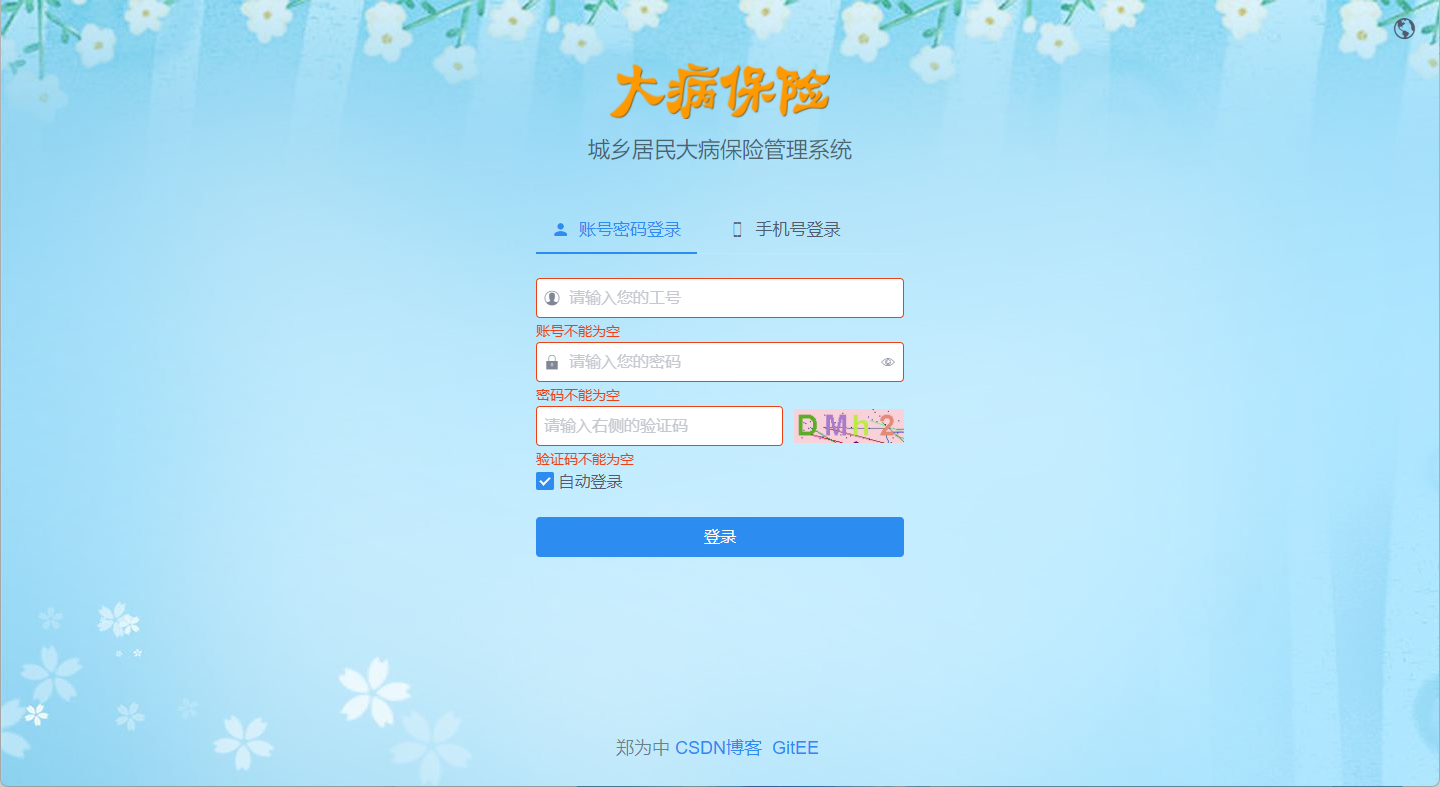 大病保险
城乡居民大病保险管理系统
账号密码登录 手机号登录
请输入您的工号
账号不能为空
请输入您的密码
密码不能为空
请输入右侧的验证码 DMh2
验证码不能为空
自动登录
登录
郑为中 CSDN博客 GitEE